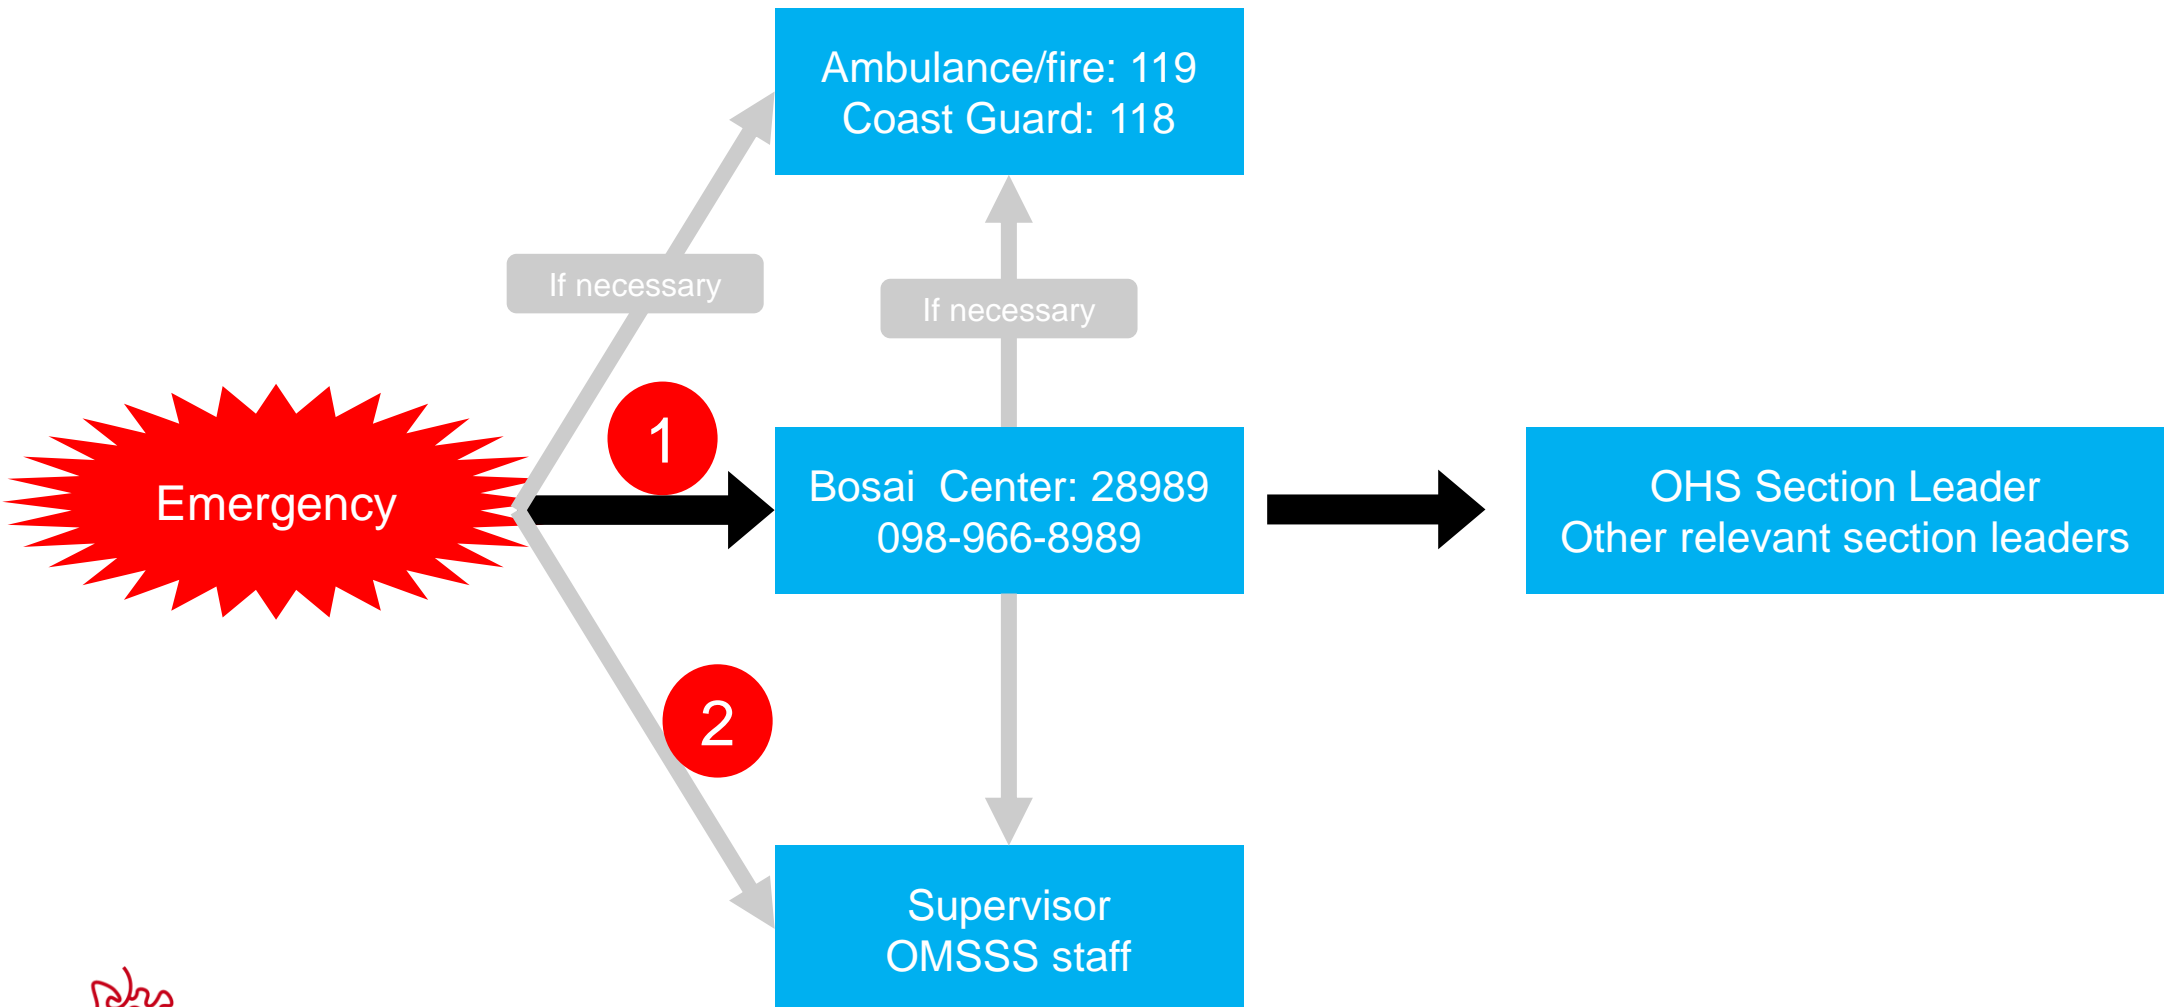 Ambulance/fire: 119
Coast Guard: 118
If necessary
If necessary
1
Emergency
Bosai  Center: 28989
098-966-8989
OHS Section Leader
Other relevant section leaders
2
Supervisor
OMSSS staff